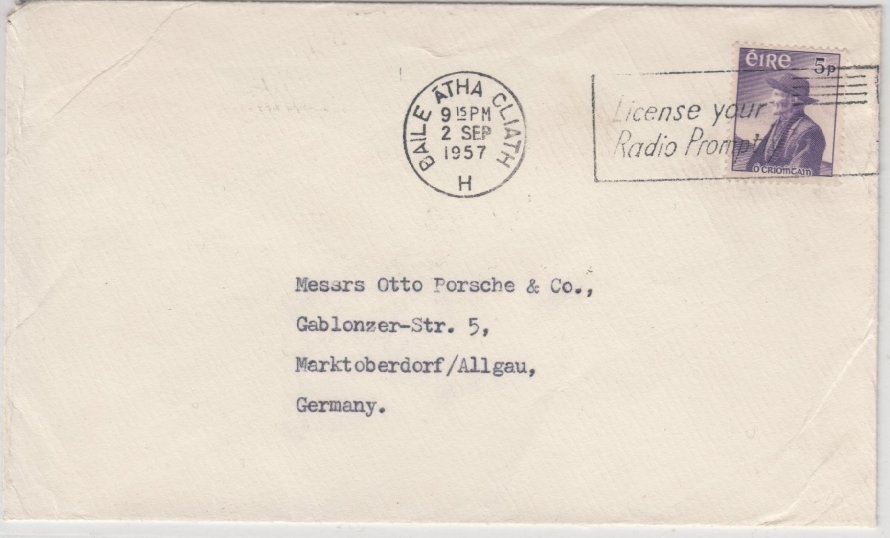 BAILE ÁTHA CLIATH
9 15 PM
2 SEP
1957
H
License your
Radio Promptly
éIRe 5p
Ó CRIOMTAIN
Messrs Otto Porsche & Co.,
Gablonzer-Str. 5,
Marktoberdorf/Allgau,
Germany.